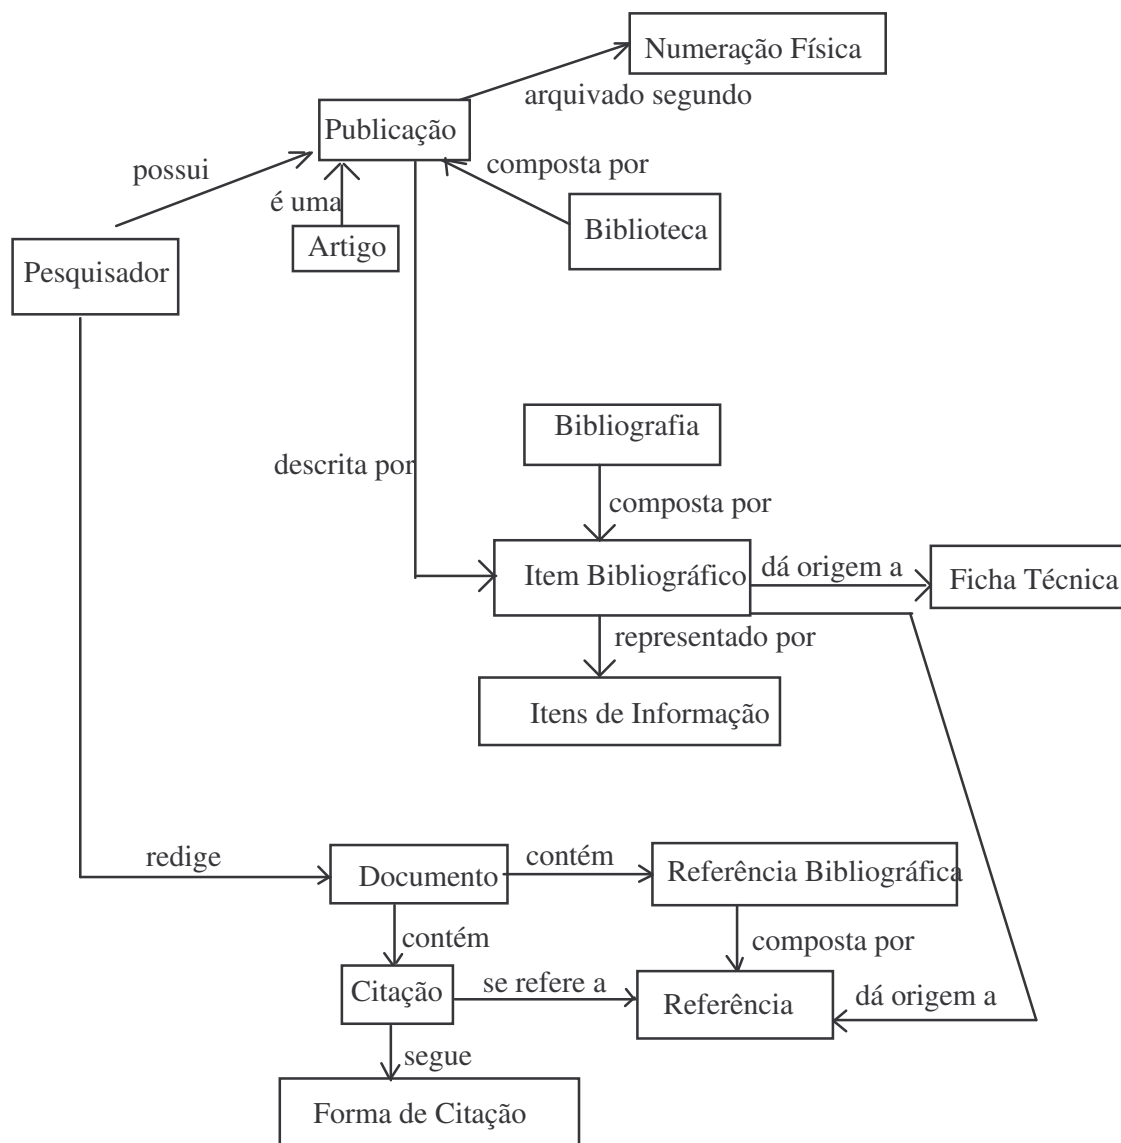 Numeração Física
arquivado segundo
Publicação
possui
composta por
é uma
Biblioteca
Artigo
Pesquisador
Bibliografia
descrita por
composta por
Item Bibliográfico
dá origem a
Ficha Técnica
representado por
Itens de Informação
redige
Documento
contém
Referência Bibliográfica
contém
composta por
Citação
se refere a
Referência
dá origem a
segue
Forma de Citação